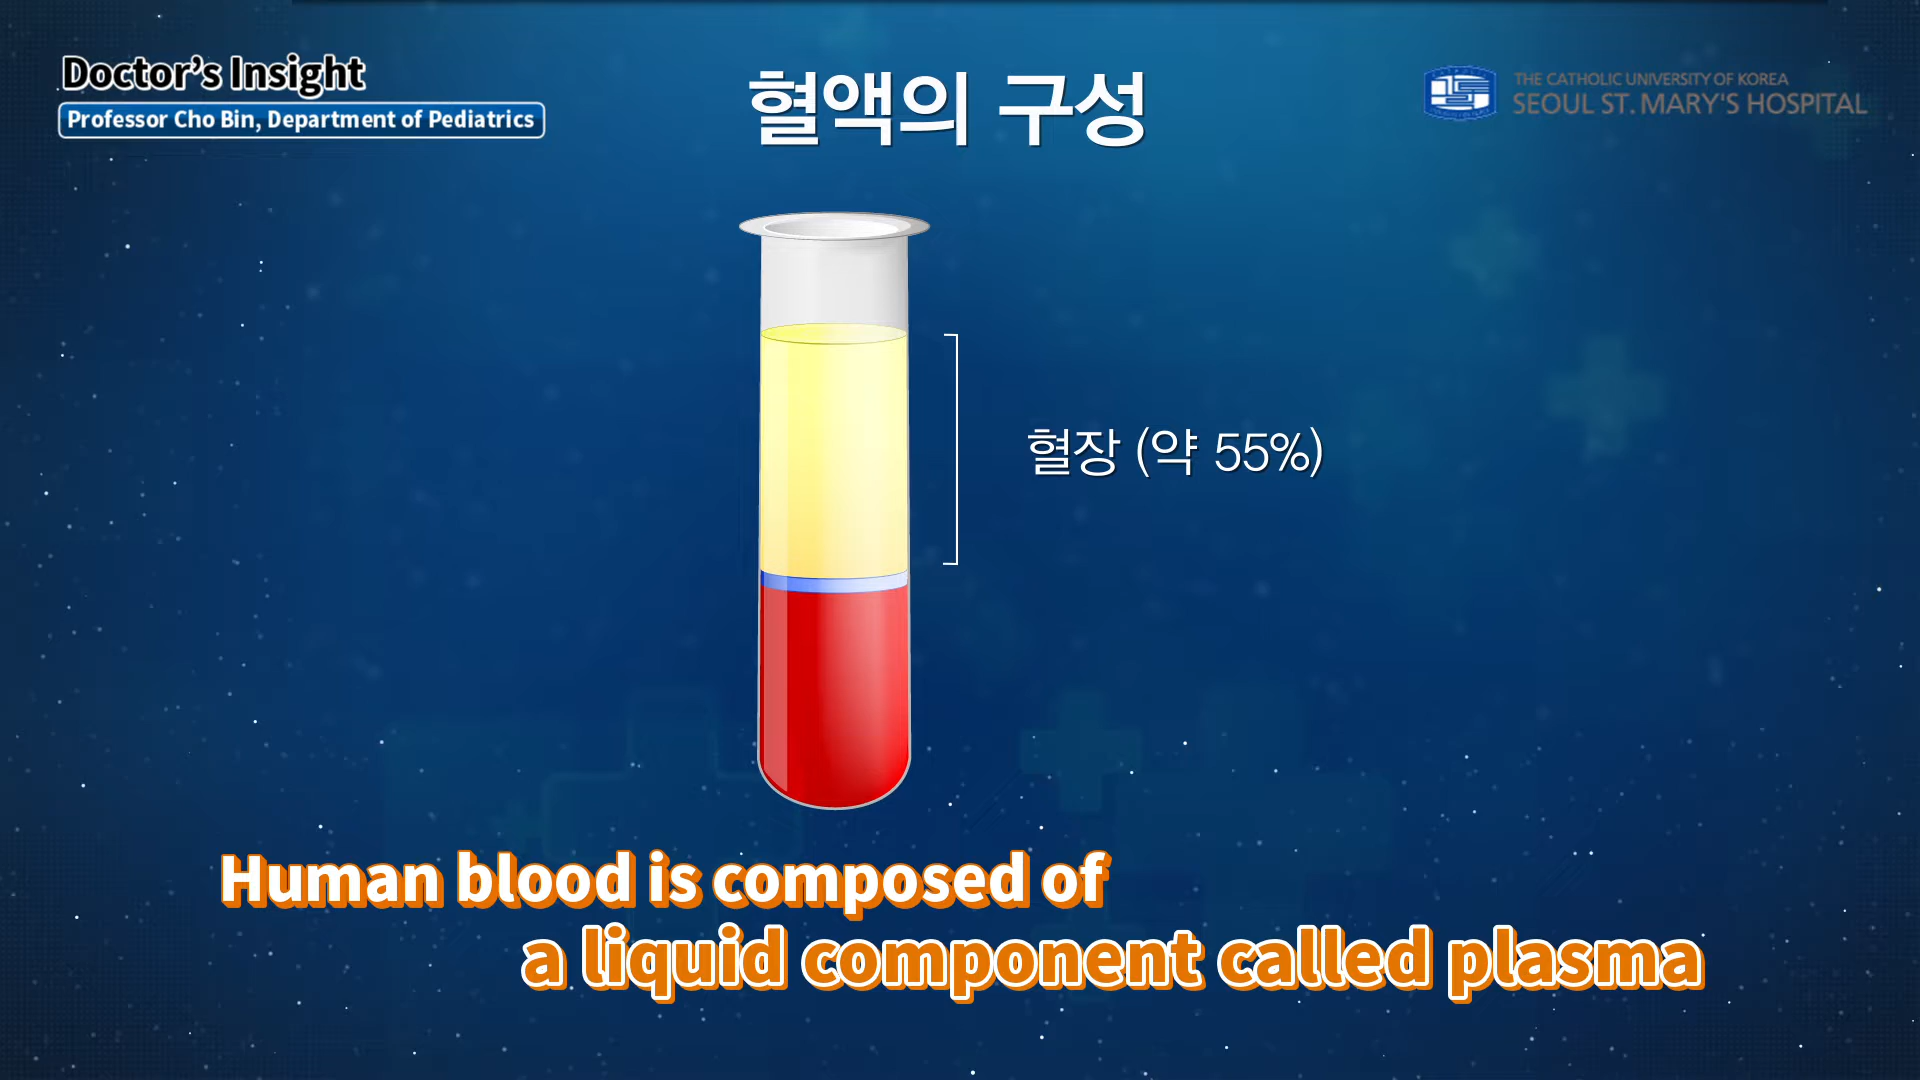 Doctor's Insight
Professor Cho Bin, Department of Pediatrics
혈액의 구성
THE CATHOLIC UNIVERSITY OF KOREA
SEOUL ST. MARY'S HOSPITAL
혈장 (약 55%)
Human blood is composed of
a liquid component called plasma